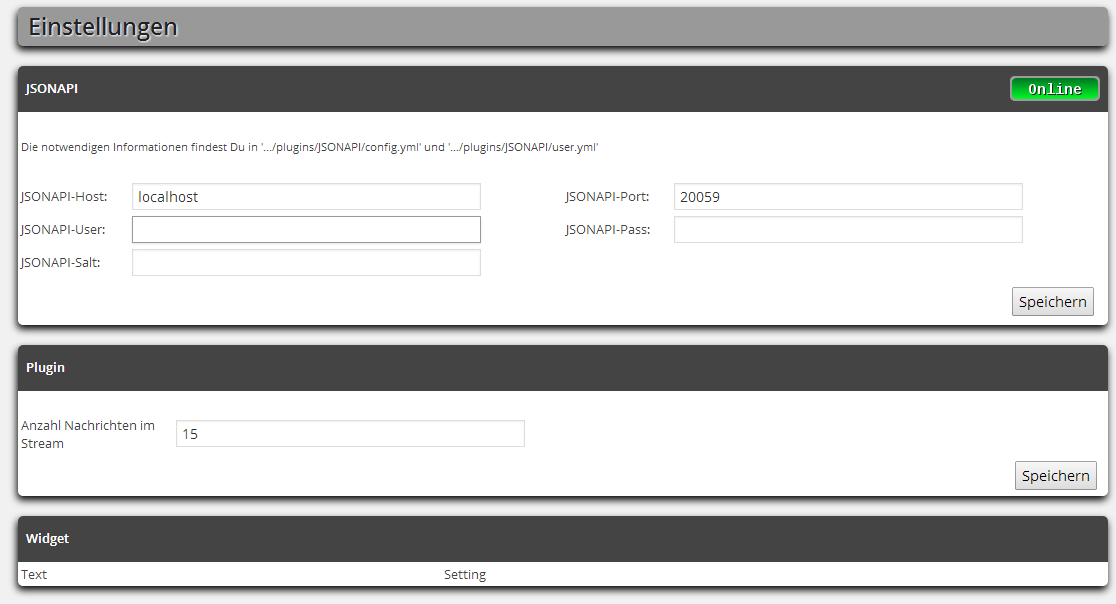 Einstellungen
JSONAPI
Online
Die notwendigen Informationen findest Du in '.../plugins/JSONAPI/config.yml' und '.../plugins/JSONAPI/user.yml'
JSONAPI-Host: localhost JSONAPI-Port: 20059
JSONAPI-User: JSONAPI-Pass:
JSONAPI-Salt:
Speichern
Plugin
Anzahl Nachrichten im
Stream
15
Speichern
Widget
Text Setting